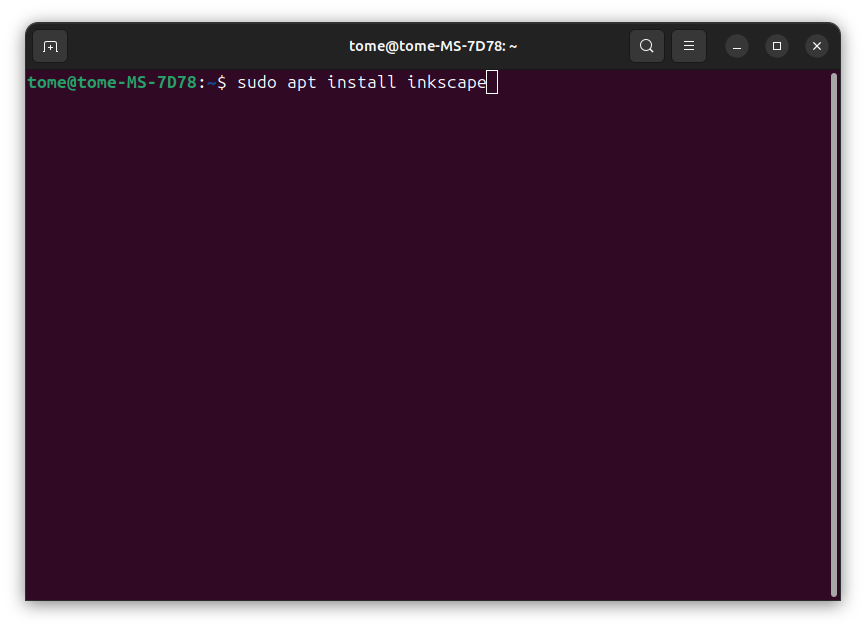 tome@tome-MS-7D78: ~
tome@tome-MS-7D78:~$ sudo apt install inkscape